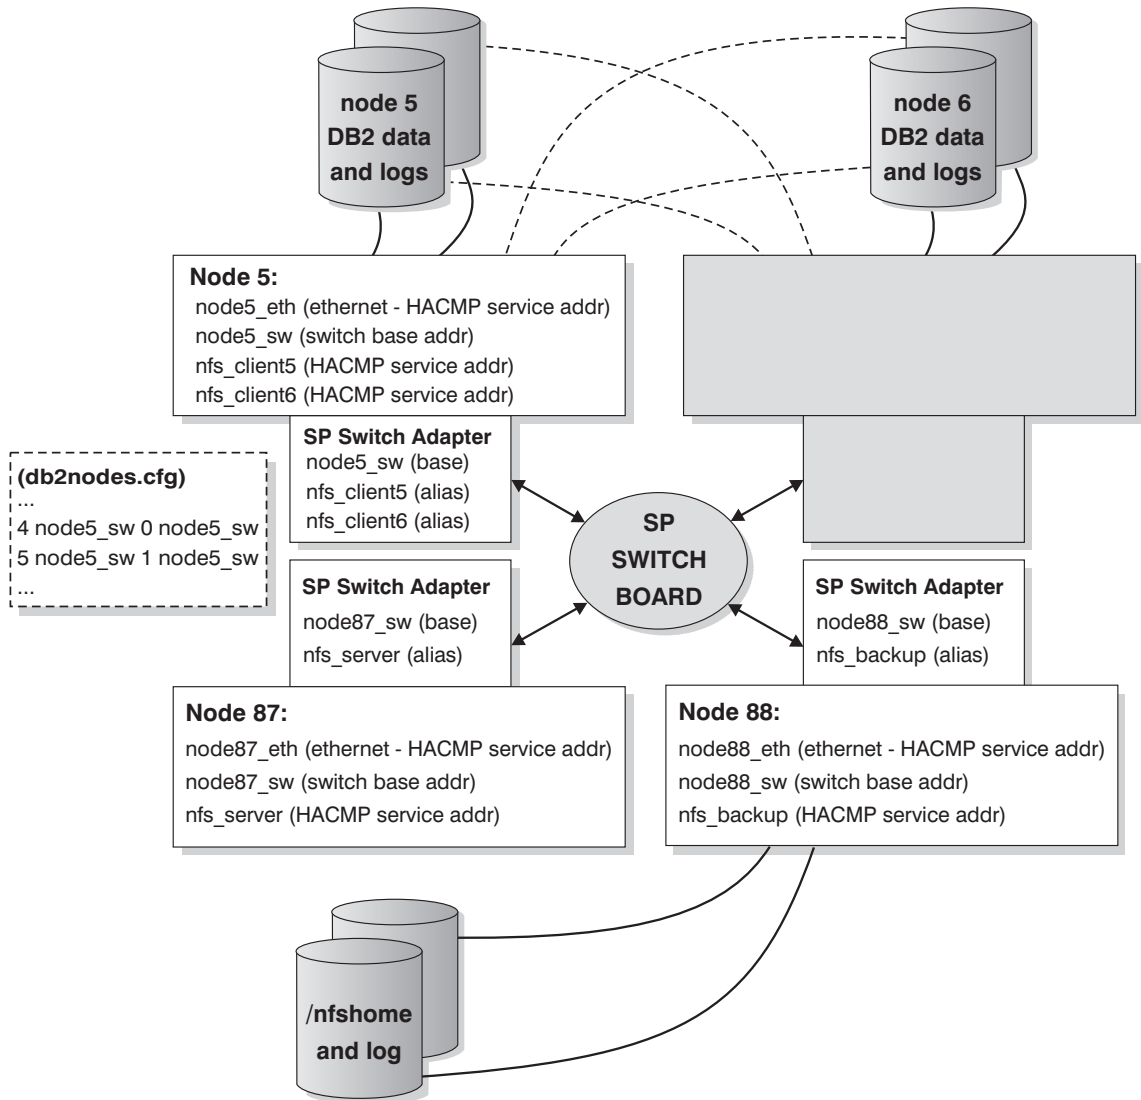 node 5
DB2 data
and logs
node 6
DB2 data
and logs
Node 5:
node5_eth (ethernet - HACMP service addr)
node5_sw (switch base addr)
nfs_client5 (HACMP service addr)
nfs_client6 (HACMP service addr)
SP Switch Adapter
node5_sw (base)
nfs_client5 (alias)
nfs_client6 (alias)
(db2nodes.cfg)
...
4 node5_sw 0 node5_sw
5 node5_sw 1 node5_sw
...
SP
SWITCH
BOARD
SP Switch Adapter
node87_sw (base)
nfs_server (alias)
SP Switch Adapter
node88_sw (base)
nfs_backup (alias)
Node 87:
node87_eth (ethernet - HACMP service addr)
node87_sw (switch base addr)
nfs_server (HACMP service addr)
Node 88:
node88_eth (ethernet - HACMP service addr)
node88_sw (switch base addr)
nfs_backup (HACMP service addr)
/nfshome
and log